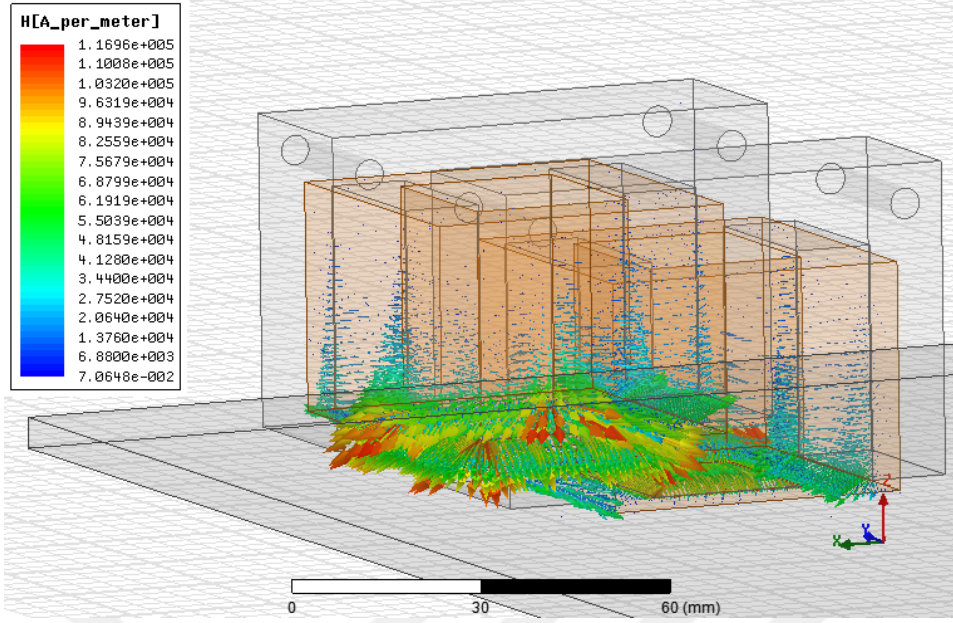 H[A_per_meter]
1.1696e+005
1.1008e+005
1.0320e+005
9.6319e+004
8.9439e+004
8.2559e+004
7.5679e+004
6.8799e+004
6.1919e+004
5.5039e+004
4.8159e+004
4.1280e+004
3.4400e+004
2.7520e+004
2.0640e+004
1.3760e+004
6.8800e+003
7.0648e-002
Z
X
Y
0
30
60 (mm)